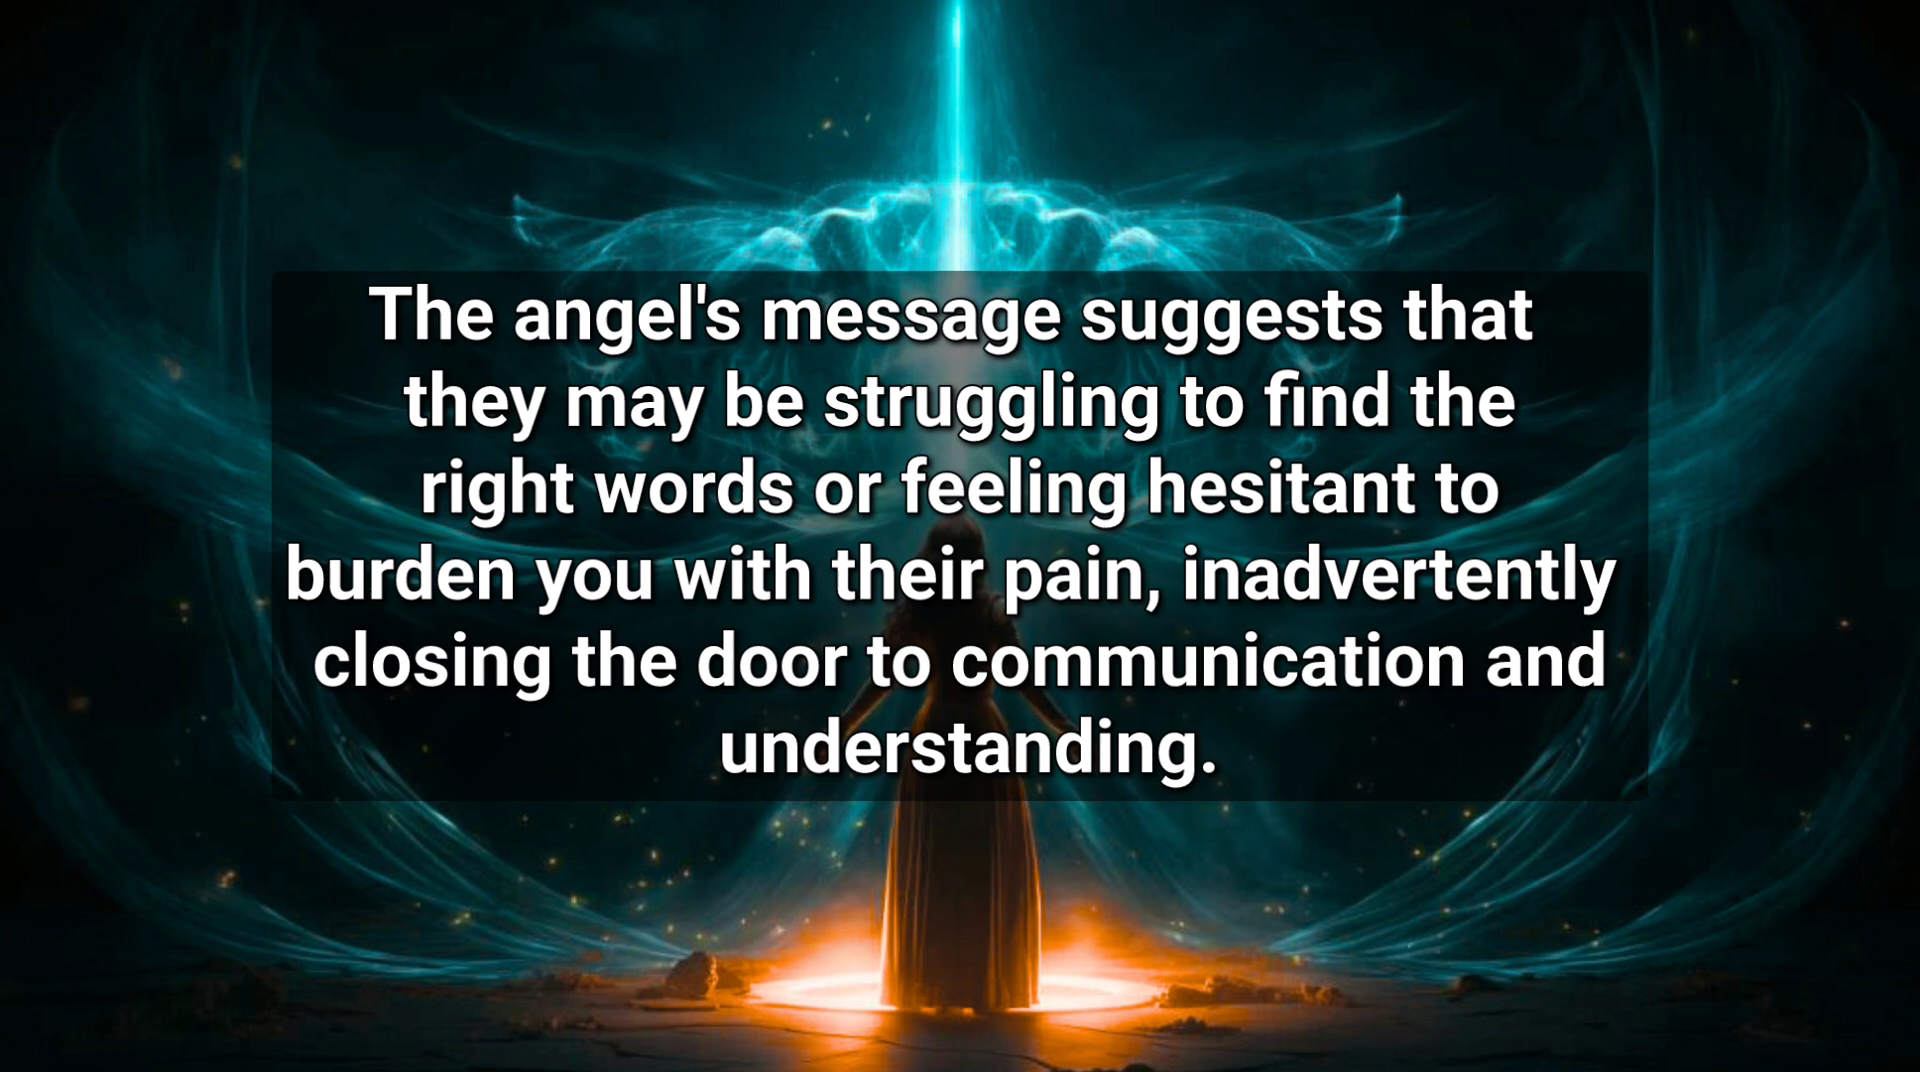 The angel's message suggests that
they may be struggling to find the
right words or feeling hesitant to
burden you with their pain, inadvertently
closing the door to communication and
understanding.